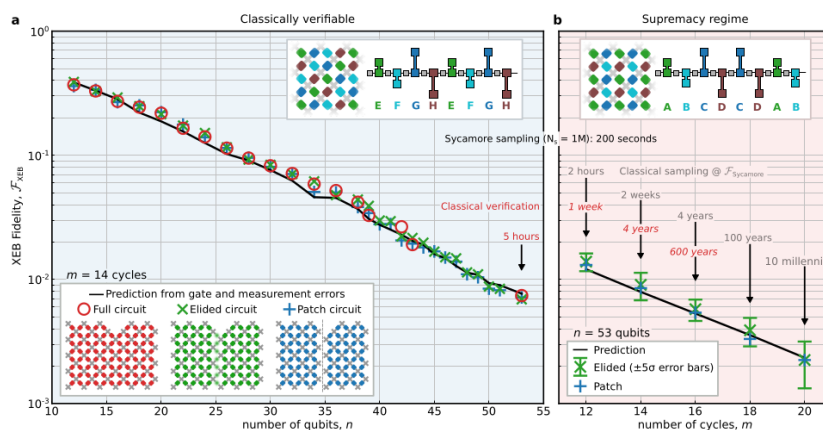 a
Classically verifiable
10⁰
10⁻¹
10⁻²
10⁻³
XEB Fidelity, ℱXEB
E F G H E F G H
Sycamore sampling (Nₛ = 1M): 200 seconds
Classical verification
5 hours
m = 14 cycles
Prediction from gate and measurement errors
Full circuit
Elided circuit
Patch circuit
10 15 20 25 30 35 40 45 50 55
number of qubits, n
b
Supremacy regime
A B C D C D A B
Classical sampling @ ℱSycamore
2 hours
1 week
2 weeks
4 years
4 years
600 years
100 years
10 millennia
n = 53 qubits
Prediction
Elided (±5σ error bars)
Patch
12 14 16 18 20
number of cycles, m